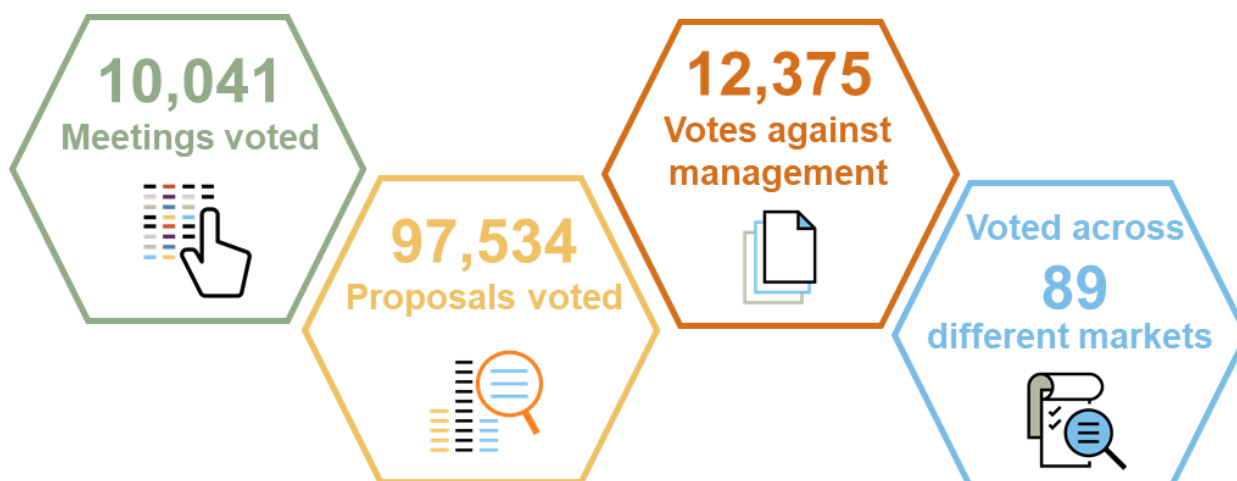 10,041
Meetings voted
97,534
Proposals voted
12,375
Votes against
management
Voted across
89
different markets